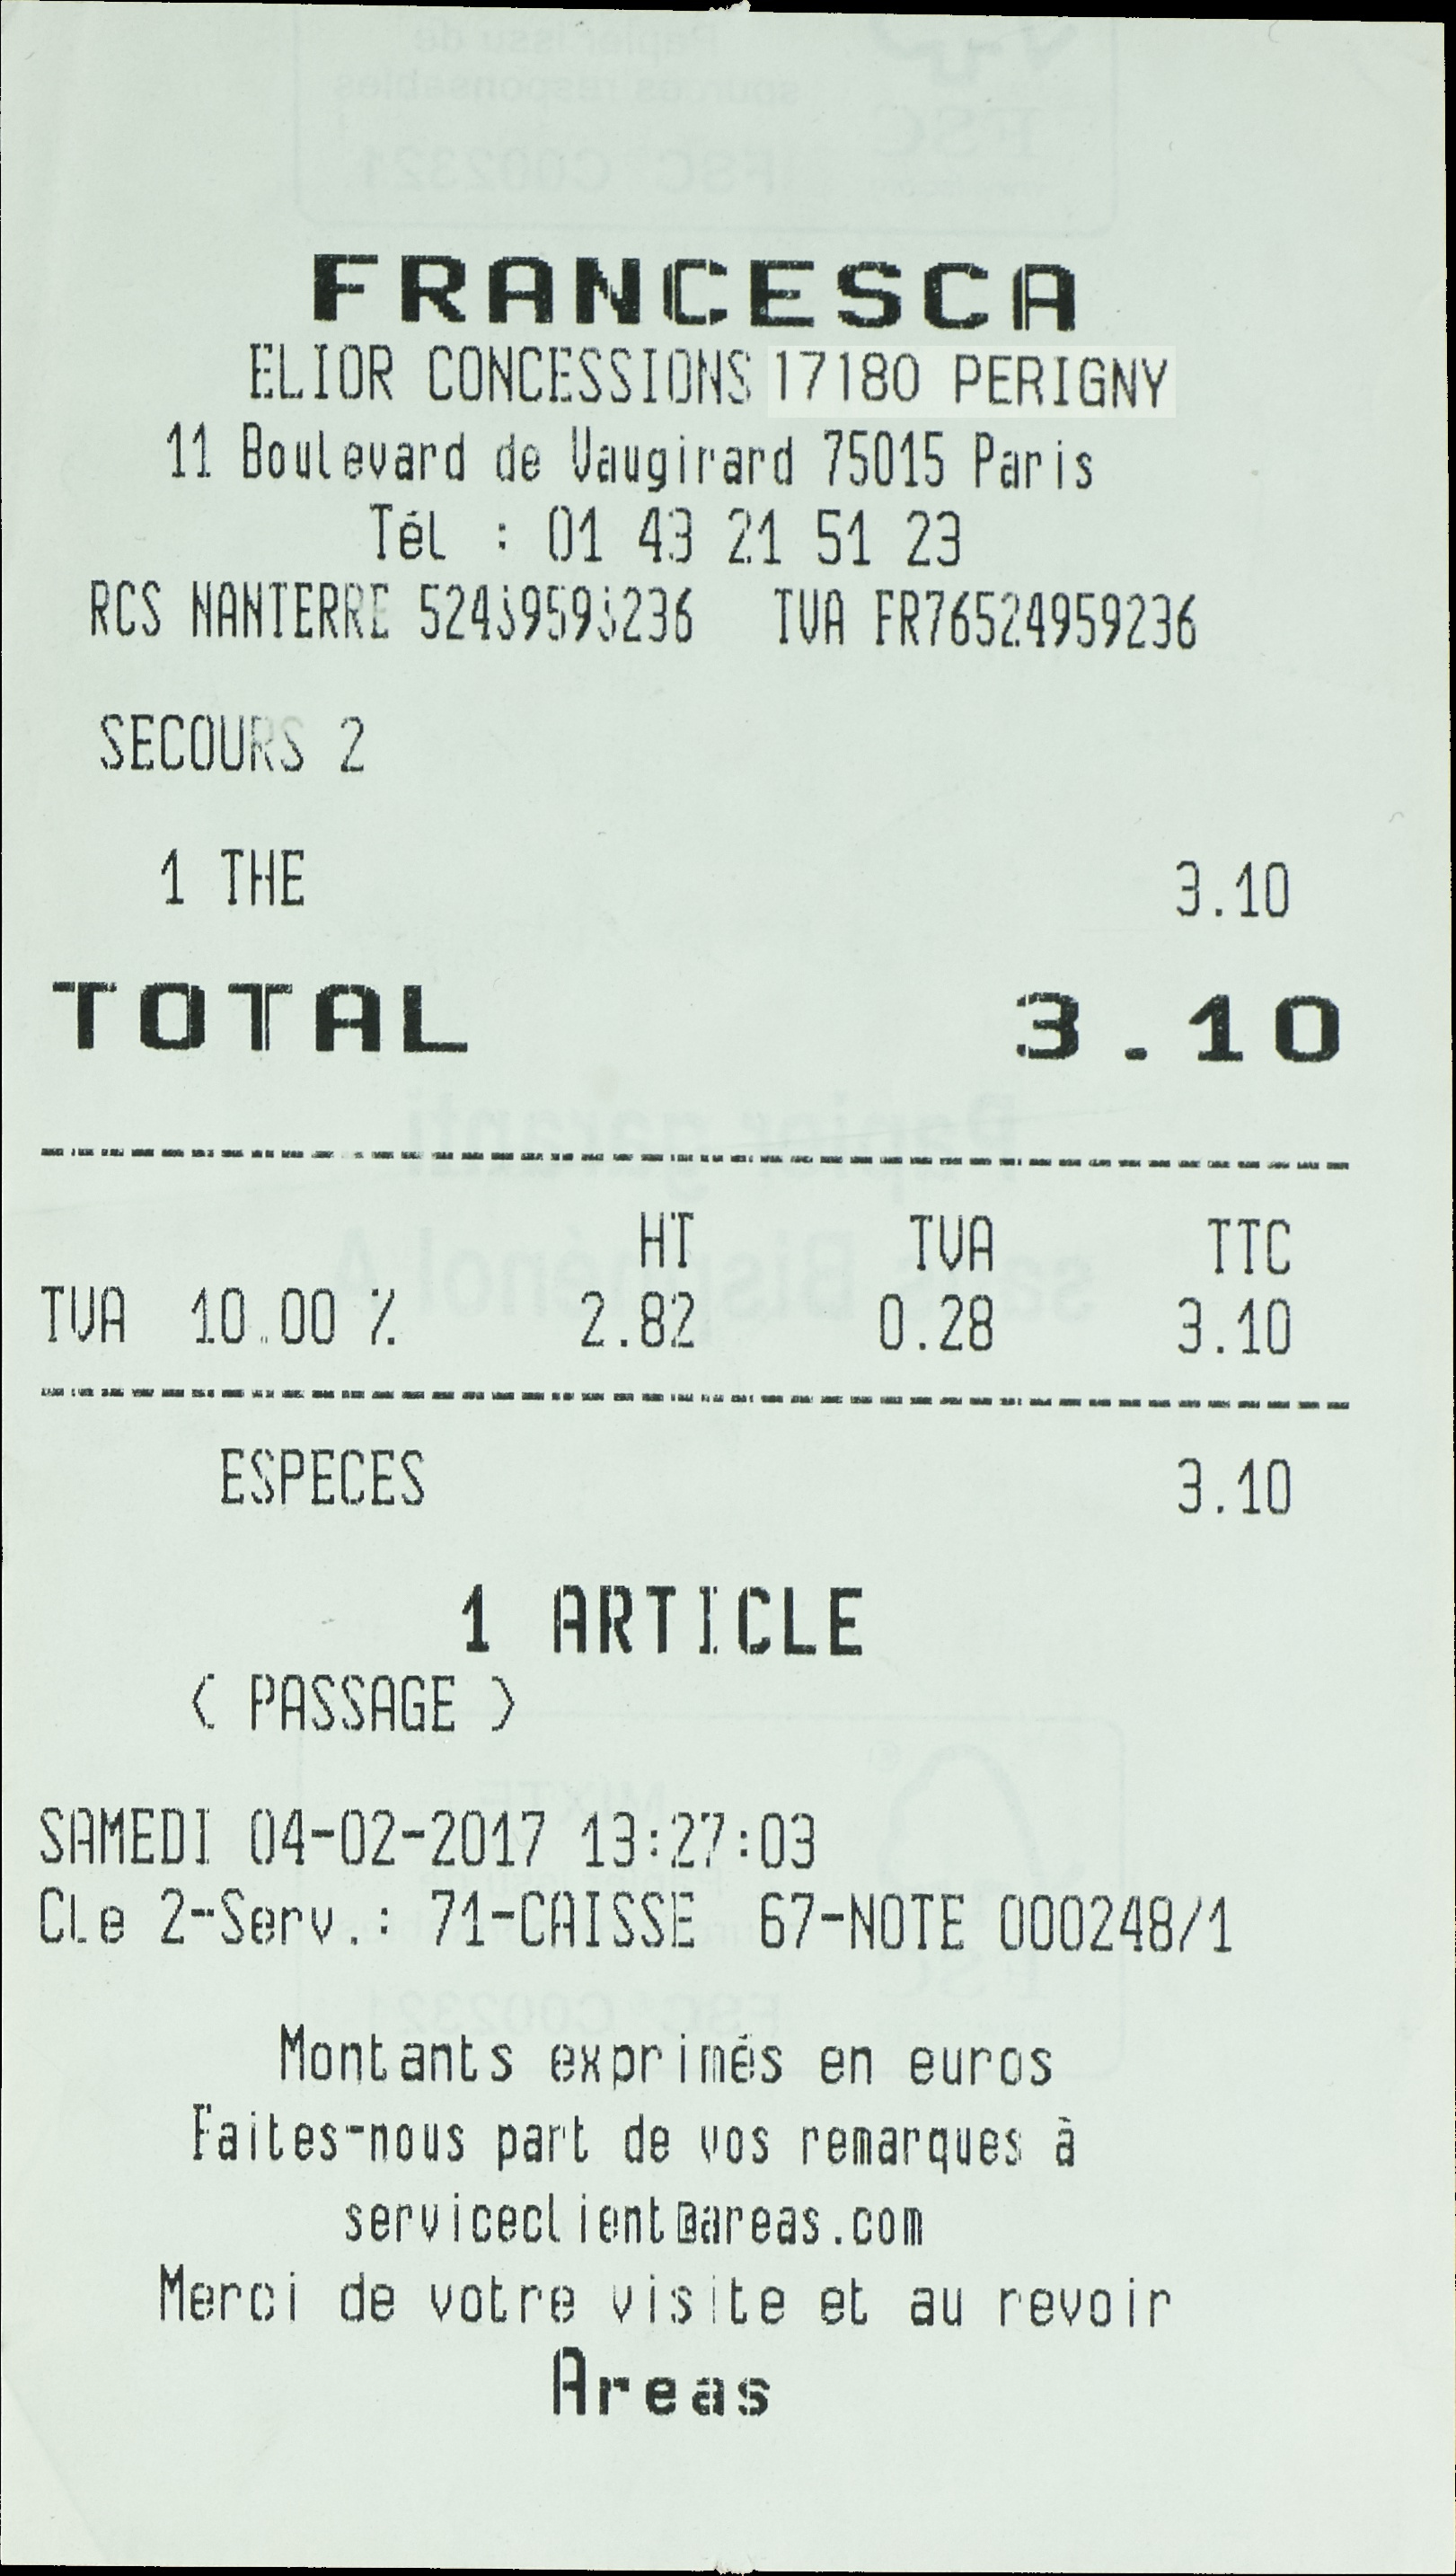 FRANCESCA
ELIOR CONCESSIONS 17180 PERIGNY
11 Boulevard de Vaugirard 75015 Paris
Tél : 01 43 21 51 23
RCS NANTERRE TVA FR76524959236
SECOURS 2
1 THE 3.10
TOTAL 3.10
HT TVA TTC
TVA 10.00 % 2.82 0.28 3.10
ESPECES 3.10
1 ARTICLE
( PASSAGE )
SAMEDI 04-02-2017 13:27:03
Cle 2-Serv.: 71-CAISSE 67-NOTE 000248/1
Montants exprimés en euros
Faites-nous part de vos remarques à
serviceclient@areas.com
Merci de votre visite et au revoir
Areas